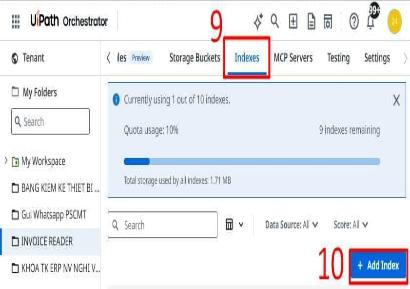 UiPath Orchestrator
99+
9
Tenant
les Preview Storage Buckets Indexes MCP Servers Testing Settings
My Folders
Search
My Workspace
BANG KIEM KE THIET BI ...
Gui Whatsapp PSCMT
INVOICE READER
KHOA TK ERP NV NGHI V...
Currently using 1 out of 10 indexes.
Quota usage: 10% 9 indexes remaining
Total storage used by all indexes: 1.71 MB
Search Data Source: All Score: All
10 + Add Index